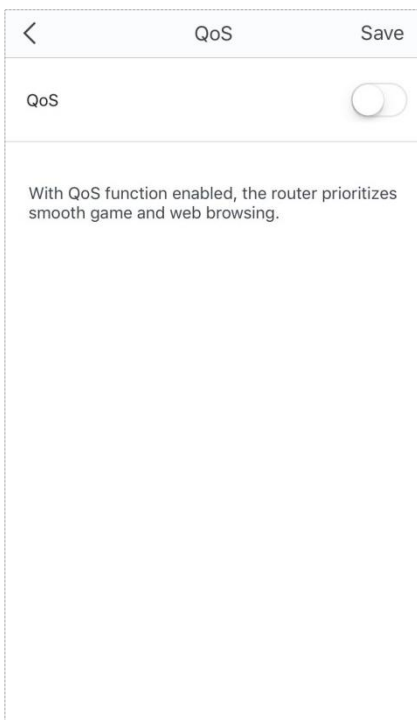 QoS Save
QoS
With QoS function enabled, the router prioritizes
smooth game and web browsing.